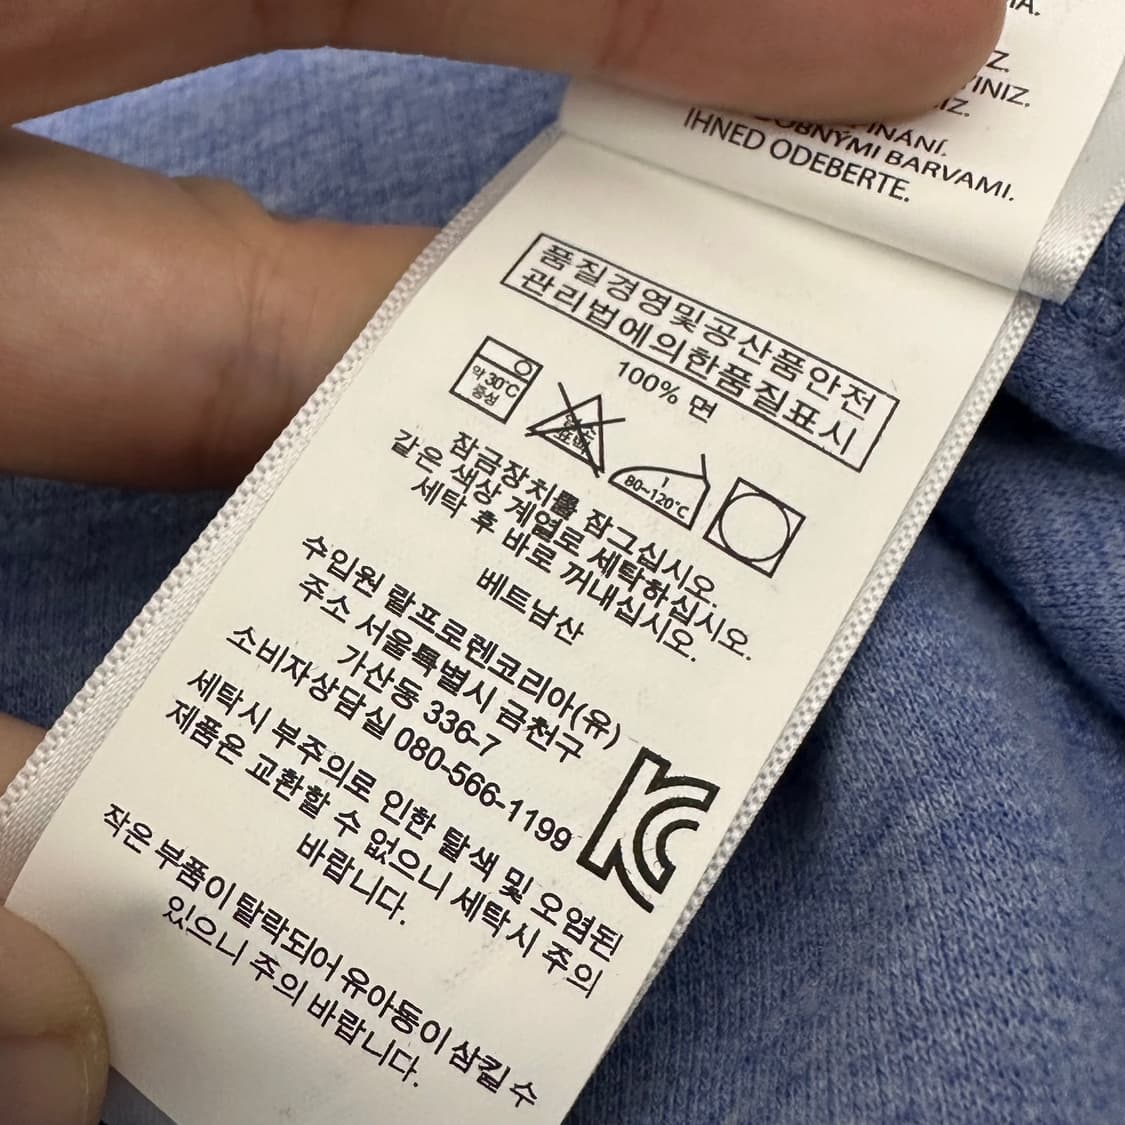 IHNED ODEBERTE.
품질경영및공산품안전
관리법에의한품질표시
100% 면
약 30℃
중성
80~120℃
잠금장치를 잠그십시오.
같은 색상 계열로 세탁하십시오.
세탁 후 바로 꺼내십시오.
베트남산
수입원 랄프로렌코리아(유)
주소 서울특별시 금천구
가산동 336-7
소비자상담실 080-566-1199
세탁시 부주의로 인한 탈색 및 오염된
제품은 교환할 수 없으니 세탁시 주의
바랍니다.
작은 부품이 탈락되어 유아동이 삼킬 수
있으니 주의 바랍니다.